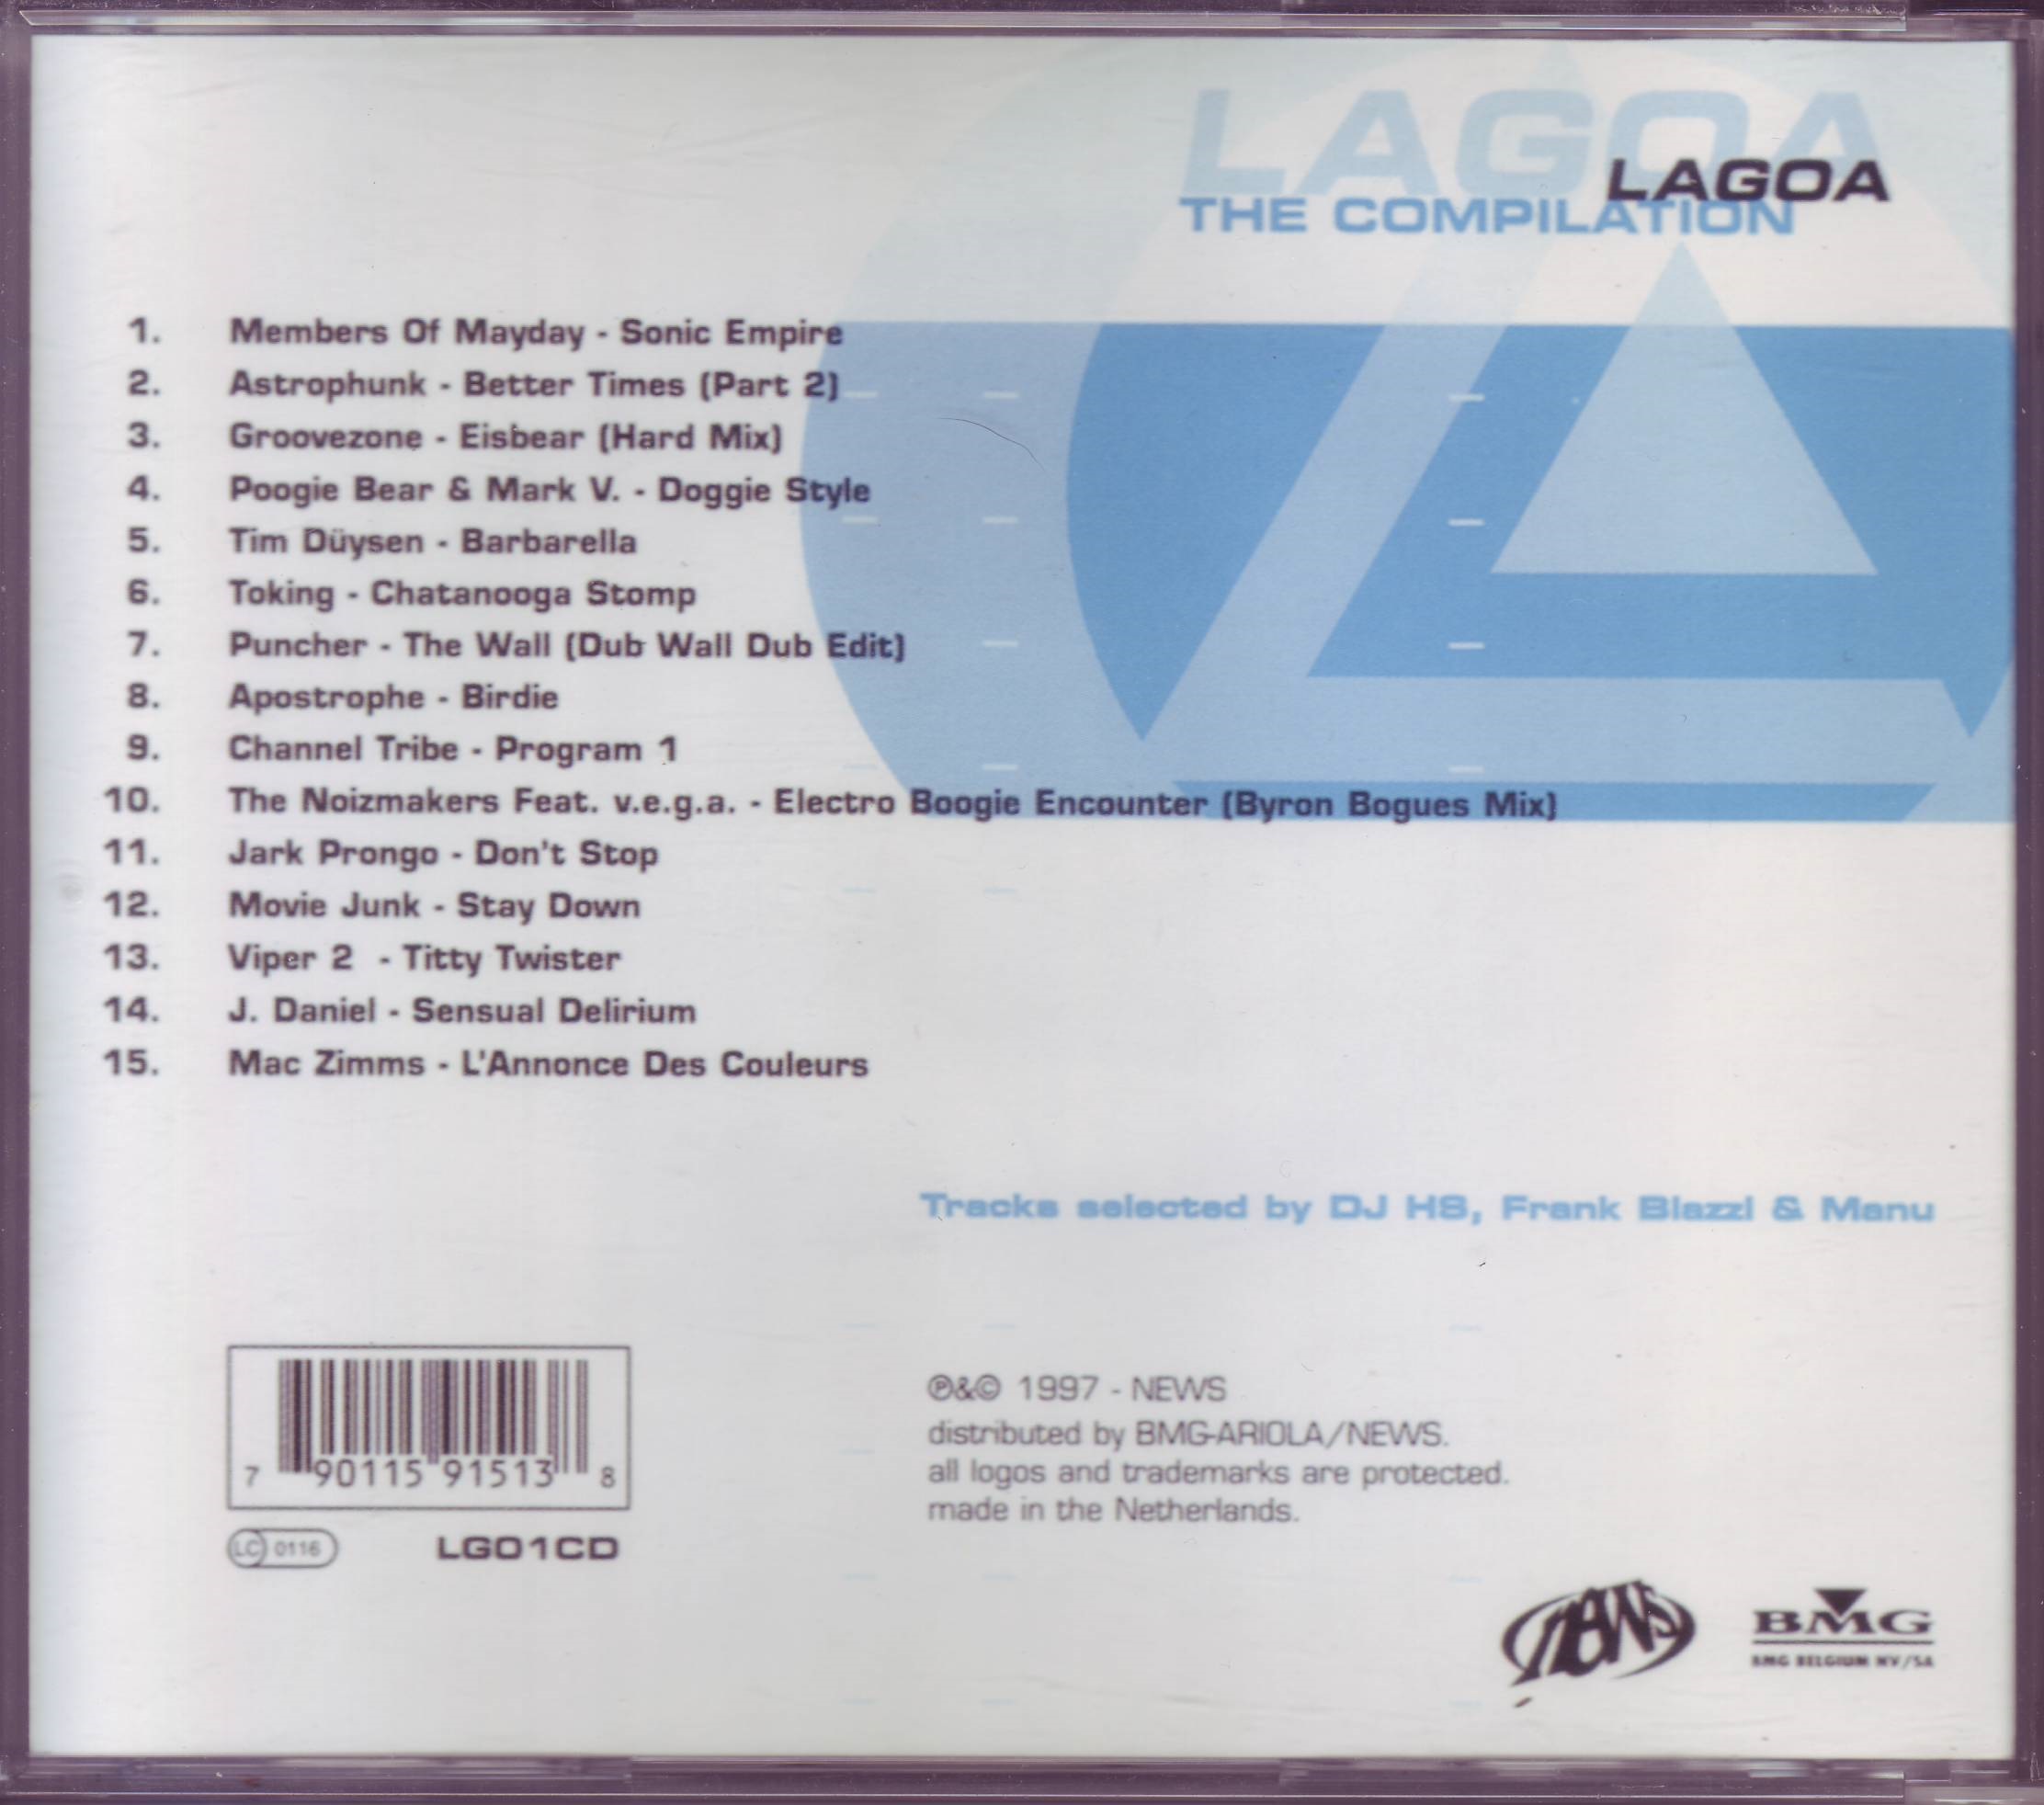 LAGOA
LAGOA
THE COMPILATION
1. Members Of Mayday - Sonic Empire
2. Astrophunk - Better Times (Part 2)
3. Groovezone - Eisbear (Hard Mix)
4. Poogie Bear & Mark V. - Doggie Style
5. Tim Düysen - Barbarella
6. Toking - Chatanooga Stomp
7. Puncher - The Wall (Dub Wall Dub Edit)
8. Apostrophe - Birdie
9. Channel Tribe - Program 1
10. The Noizmakers Feat. v.e.g.a. - Electro Boogie Encounter (Byron Bogues Mix)
11. Jark Prongo - Don't Stop
12. Movie Junk - Stay Down
13. Viper 2 - Titty Twister
14. J. Daniel - Sensual Delirium
15. Mac Zimms - L'Annonce Des Couleurs
Tracks selected by DJ HS, Frank Biazzi & Manu
℗&© 1997 - NEWS
distributed by BMG-ARIOLA/NEWS.
all logos and trademarks are protected.
made in the Netherlands.
7 90115 91513 8
LC 0116 LG01CD
news
BMG
BMG BELGIUM NV/SA